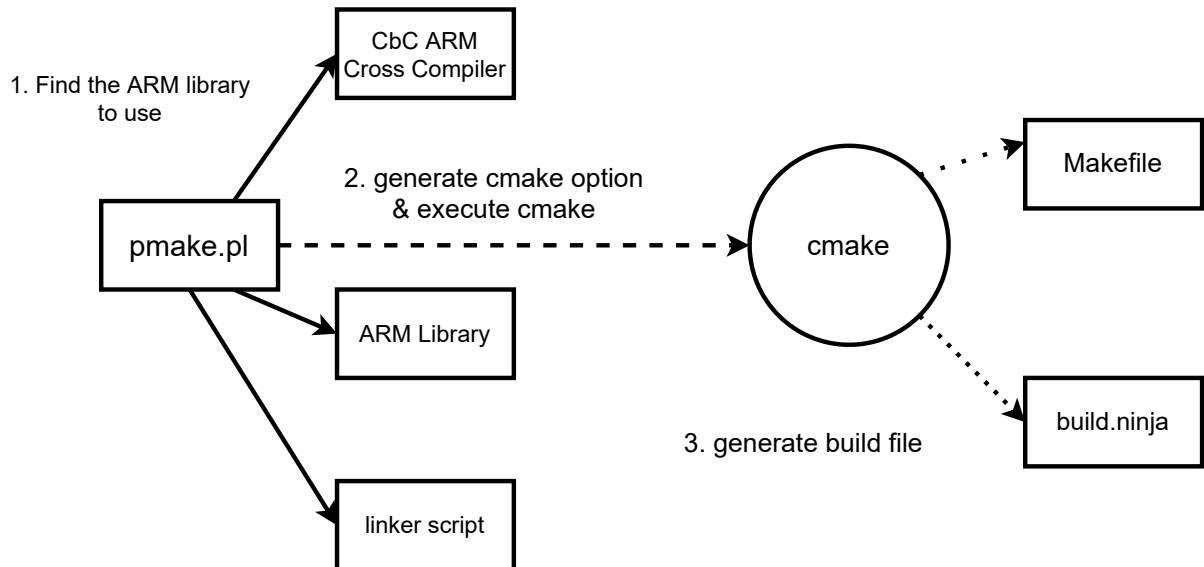 CbC ARM
Cross Compiler
1. Find the ARM library
to use
2. generate cmake option
& execute cmake
Makefile
pmake.pl
cmake
ARM Library
build.ninja
3. generate build file
linker script